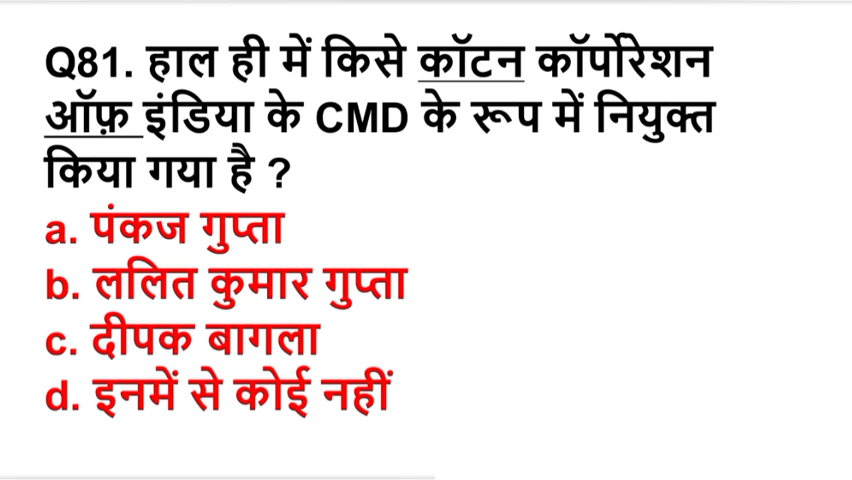 Q81. हाल ही में किसे कॉटन कॉर्पोरेशन
ऑफ़ इंडिया के CMD के रूप में नियुक्त
किया गया है ?
a. पंकज गुप्ता
b. ललित कुमार गुप्ता
c. दीपक बागला
d. इनमें से कोई नहीं